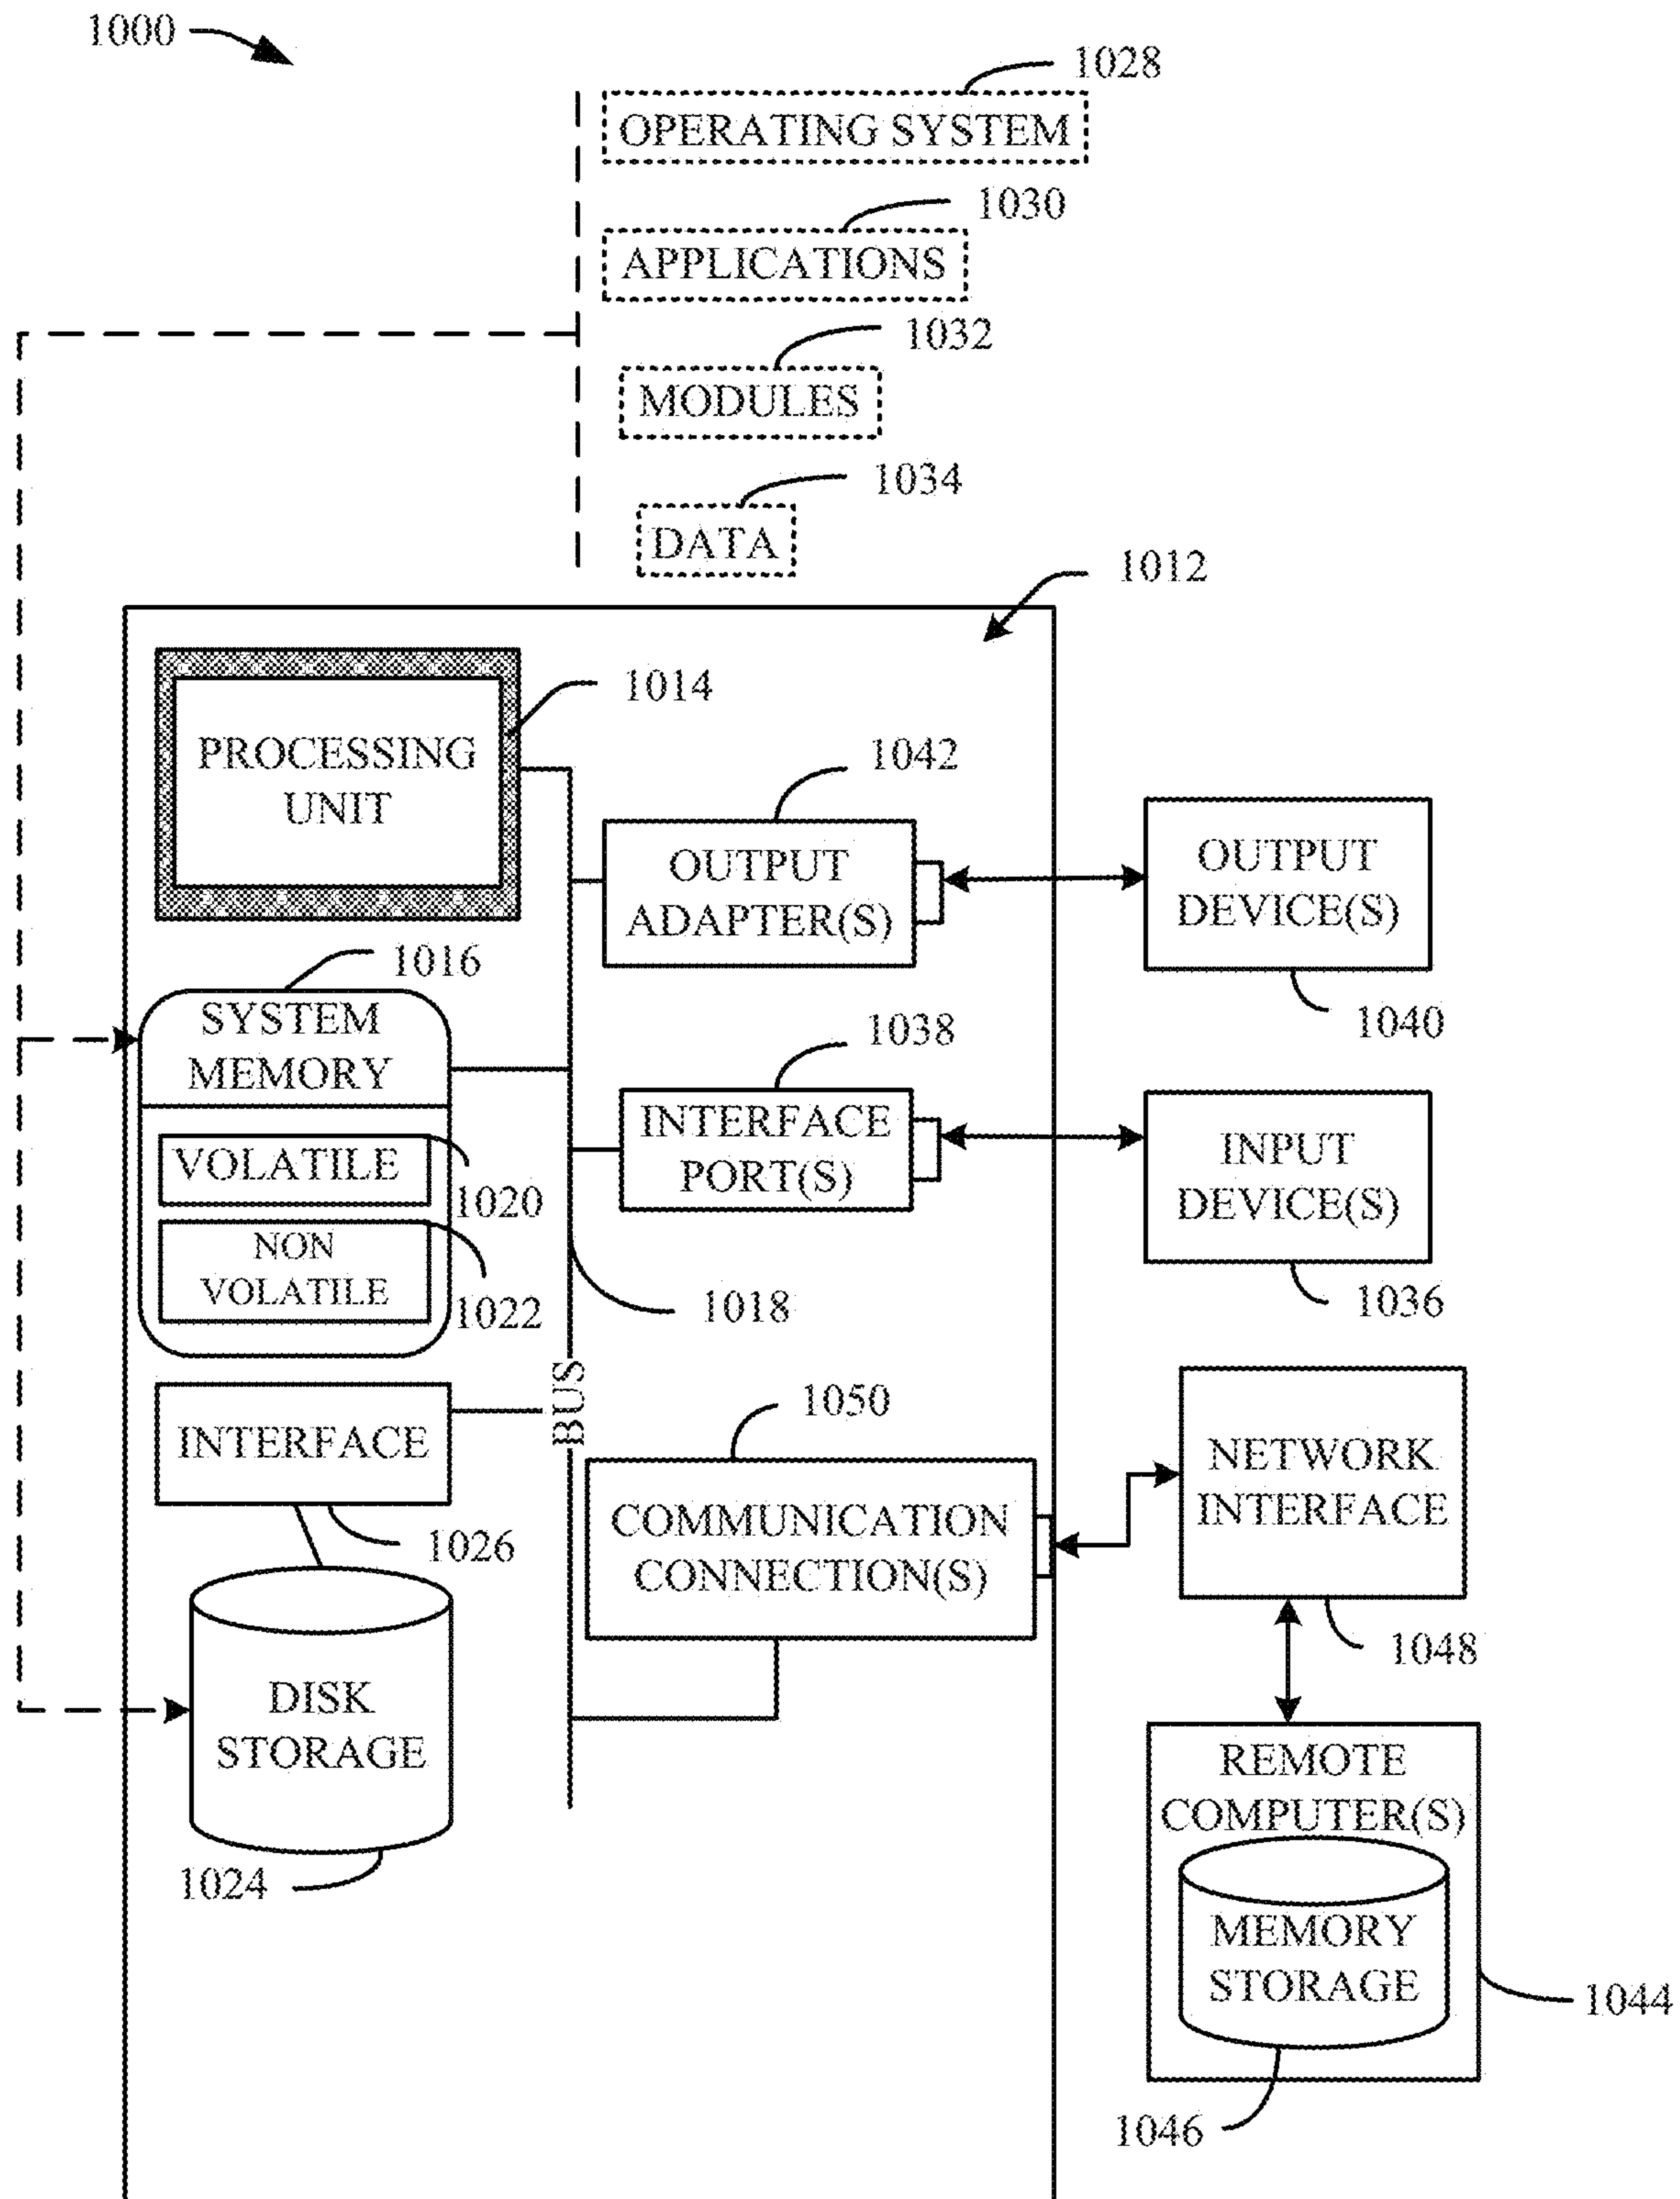 1000
1028
OPERATING SYSTEM
1030
APPLICATIONS
1032
MODULES
1034
DATA
1012
1014
PROCESSING
UNIT
1042
OUTPUT
ADAPTER(S)
OUTPUT
DEVICE(S)
1040
1016
SYSTEM
MEMORY
VOLATILE
1020
NON
VOLATILE
1022
1038
INTERFACE
PORT(S)
INPUT
DEVICE(S)
1036
1018
BUS
INTERFACE
1026
1050
COMMUNICATION
CONNECTION(S)
NETWORK
INTERFACE
1048
DISK
STORAGE
1024
REMOTE
COMPUTER(S)
MEMORY
STORAGE
1044
1046